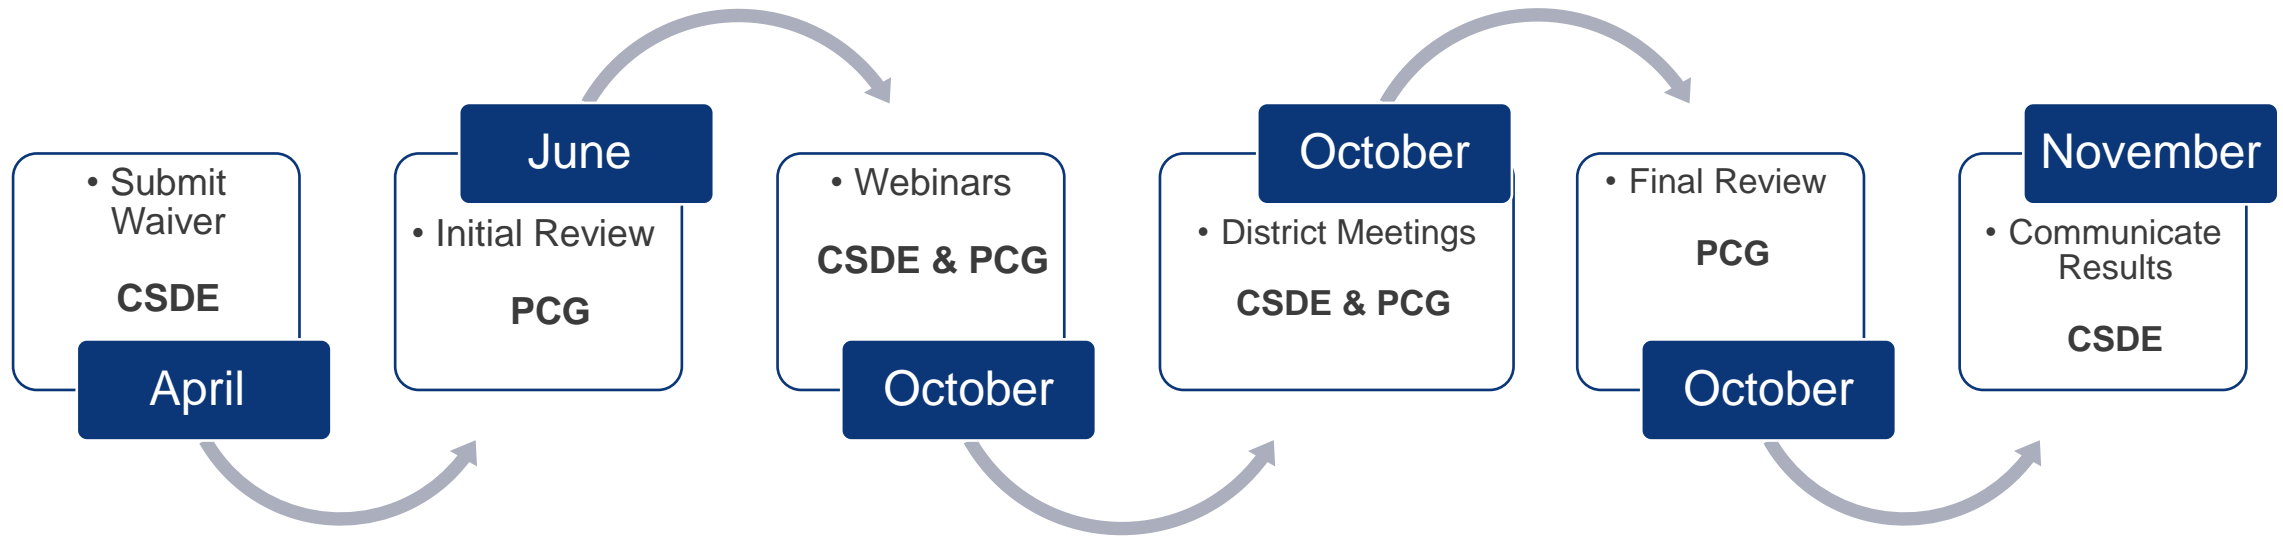 • Submit
Waiver
CSDE
April
June
• Initial Review
PCG
• Webinars
CSDE & PCG
October
October
• District Meetings
CSDE & PCG
• Final Review
PCG
October
November
• Communicate
Results
CSDE